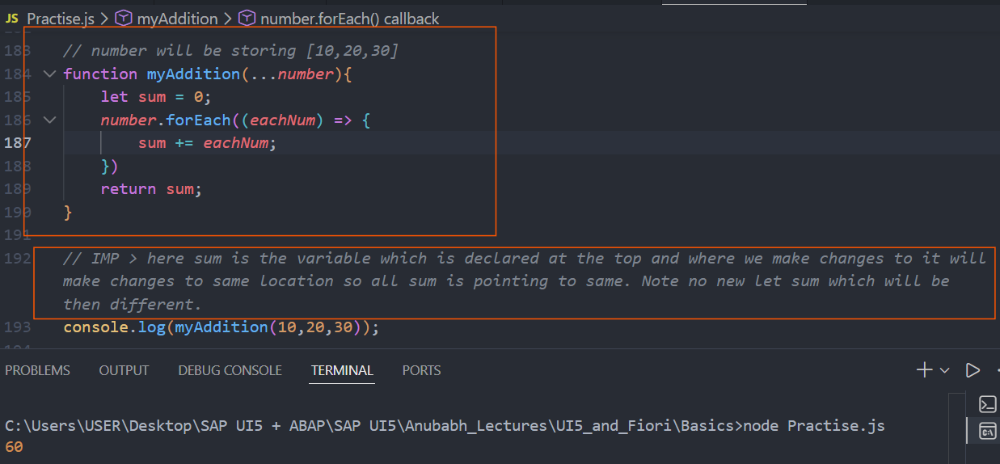 JS Practise.js > myAddition > number.forEach() callback
183 // number will be storing [10,20,30]
184 function myAddition(...number){
185 let sum = 0;
186 number.forEach((eachNum) => {
187 sum += eachNum;
188 })
189 return sum;
190 }
191
192 // IMP > here sum is the variable which is declared at the top and where we make changes to it will
make changes to same location so all sum is pointing to same. Note no new let sum which will be
then different.
193 console.log(myAddition(10,20,30));
PROBLEMS OUTPUT DEBUG CONSOLE TERMINAL PORTS
C:\Users\USER\Desktop\SAP UI5 + ABAP\SAP UI5\Anubabh_Lectures\UI5_and_Fiori\Basics>node Practise.js
60